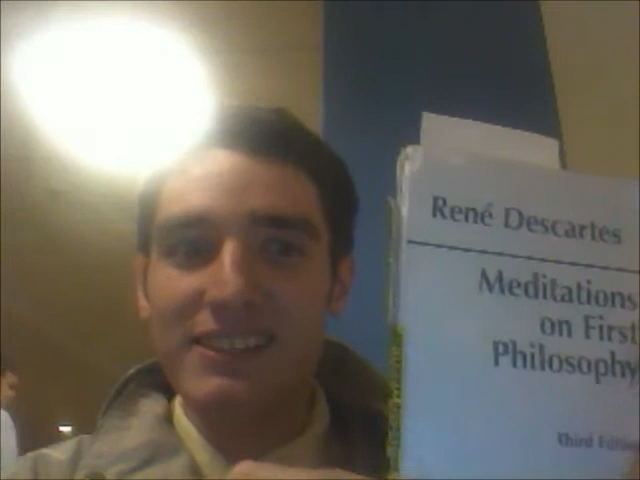 René Descartes
Meditations
on First
Philosophy
Third Edition